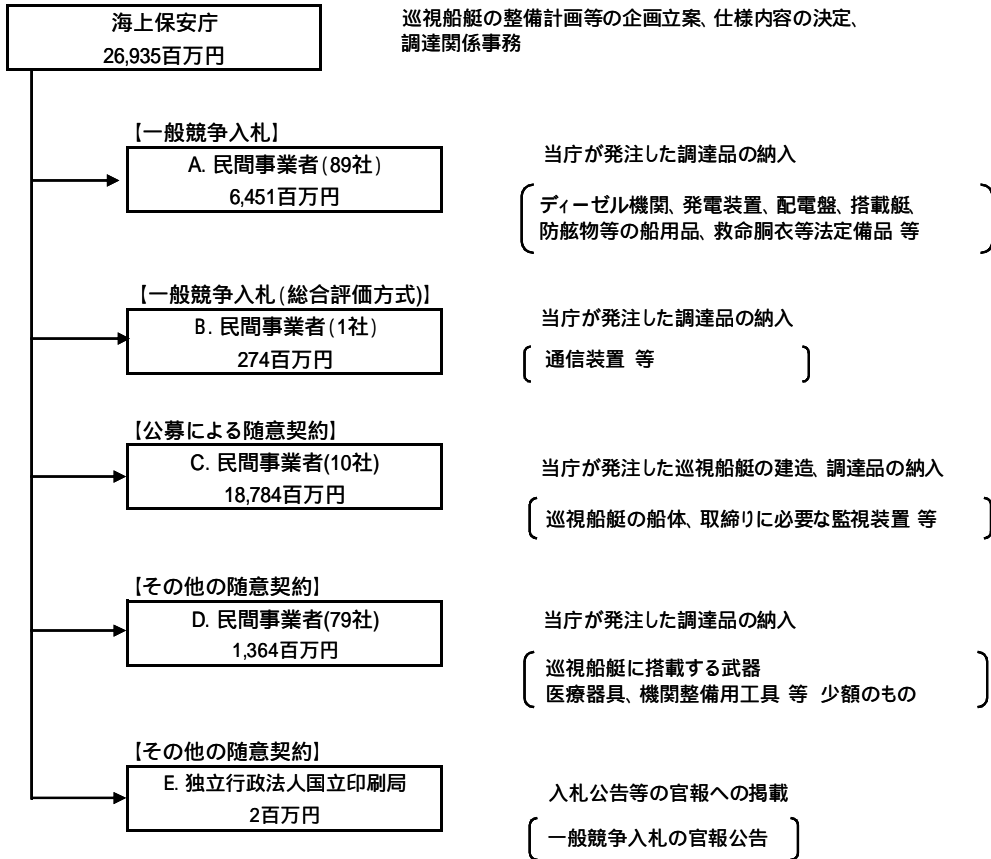 海上保安庁
26,935百万円
巡視船艇の整備計画等の企画立案、仕様内容の決定、
調達関係事務
【一般競争入札】
A. 民間事業者(89社)
6,451百万円
当庁が発注した調達品の納入
ディーゼル機関、発電装置、配電盤、搭載艇、
防舷物等の船用品、救命胴衣等法定備品 等
【一般競争入札(総合評価方式)】
B. 民間事業者(1社)
274百万円
当庁が発注した調達品の納入
通信装置 等
【公募による随意契約】
C. 民間事業者(10社)
18,784百万円
当庁が発注した巡視船艇の建造、調達品の納入
巡視船艇の船体、取締りに必要な監視装置 等
【その他の随意契約】
D. 民間事業者(79社)
1,364百万円
当庁が発注した調達品の納入
巡視船艇に搭載する武器
医療器具、機関整備用工具 等 少額のもの
【その他の随意契約】
E. 独立行政法人国立印刷局
2百万円
入札公告等の官報への掲載
一般競争入札の官報公告